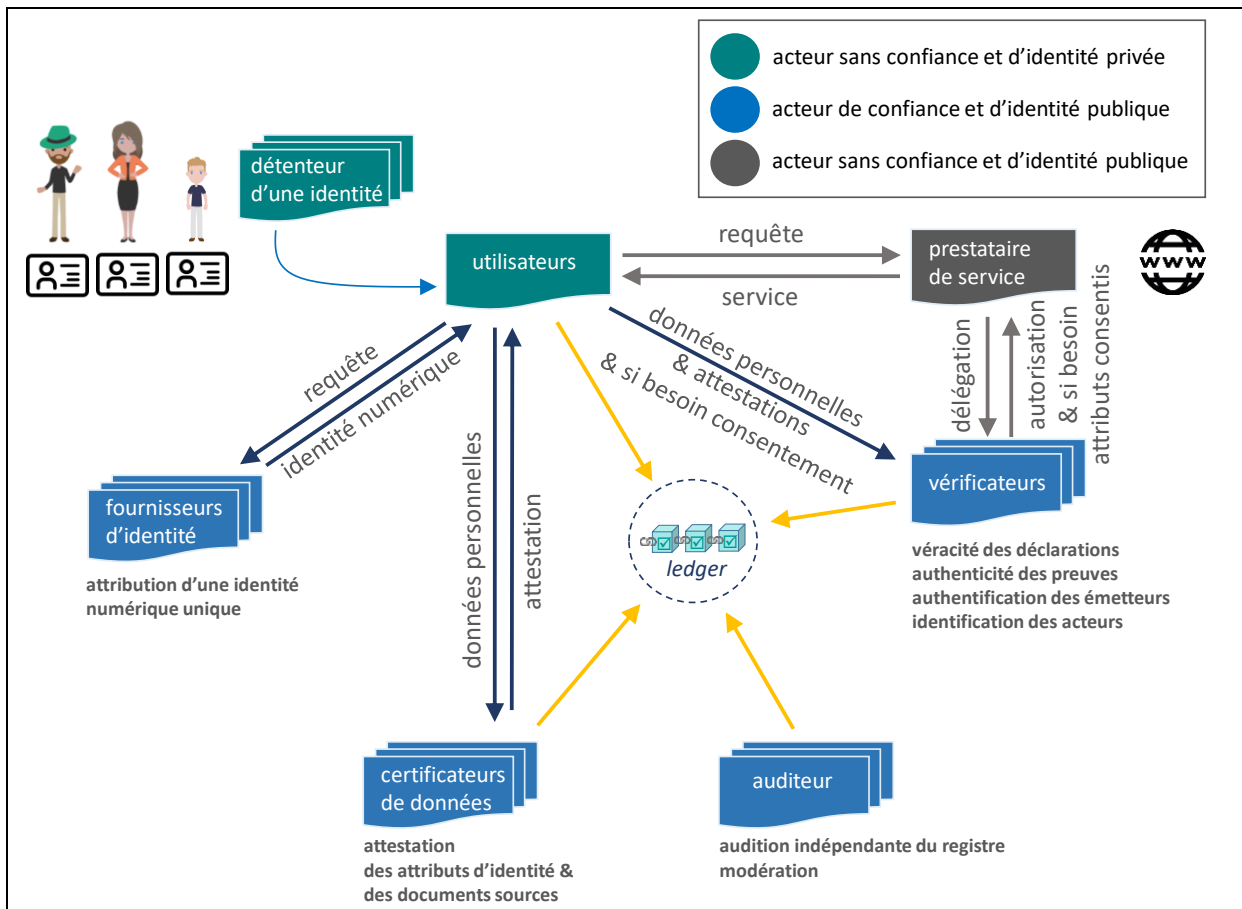 acteur sans confiance et d’identité privée
acteur de confiance et d’identité publique
acteur sans confiance et d’identité publique
détenteur
d’une identité
utilisateurs
requête
service
prestataire
de service
WWW
requête
identité numérique
données personnelles
& attestations
& si besoin consentement
délégation
autorisation
& si besoin
attributs consentis
fournisseurs
d’identité
attribution d’une identité
numérique unique
données personnelles
attestation
ledger
vérificateurs
véracité des déclarations
authenticité des preuves
authentification des émetteurs
identification des acteurs
certificateurs
de données
attestation
des attributs d’identité &
des documents sources
auditeur
audition indépendante du registre
modération